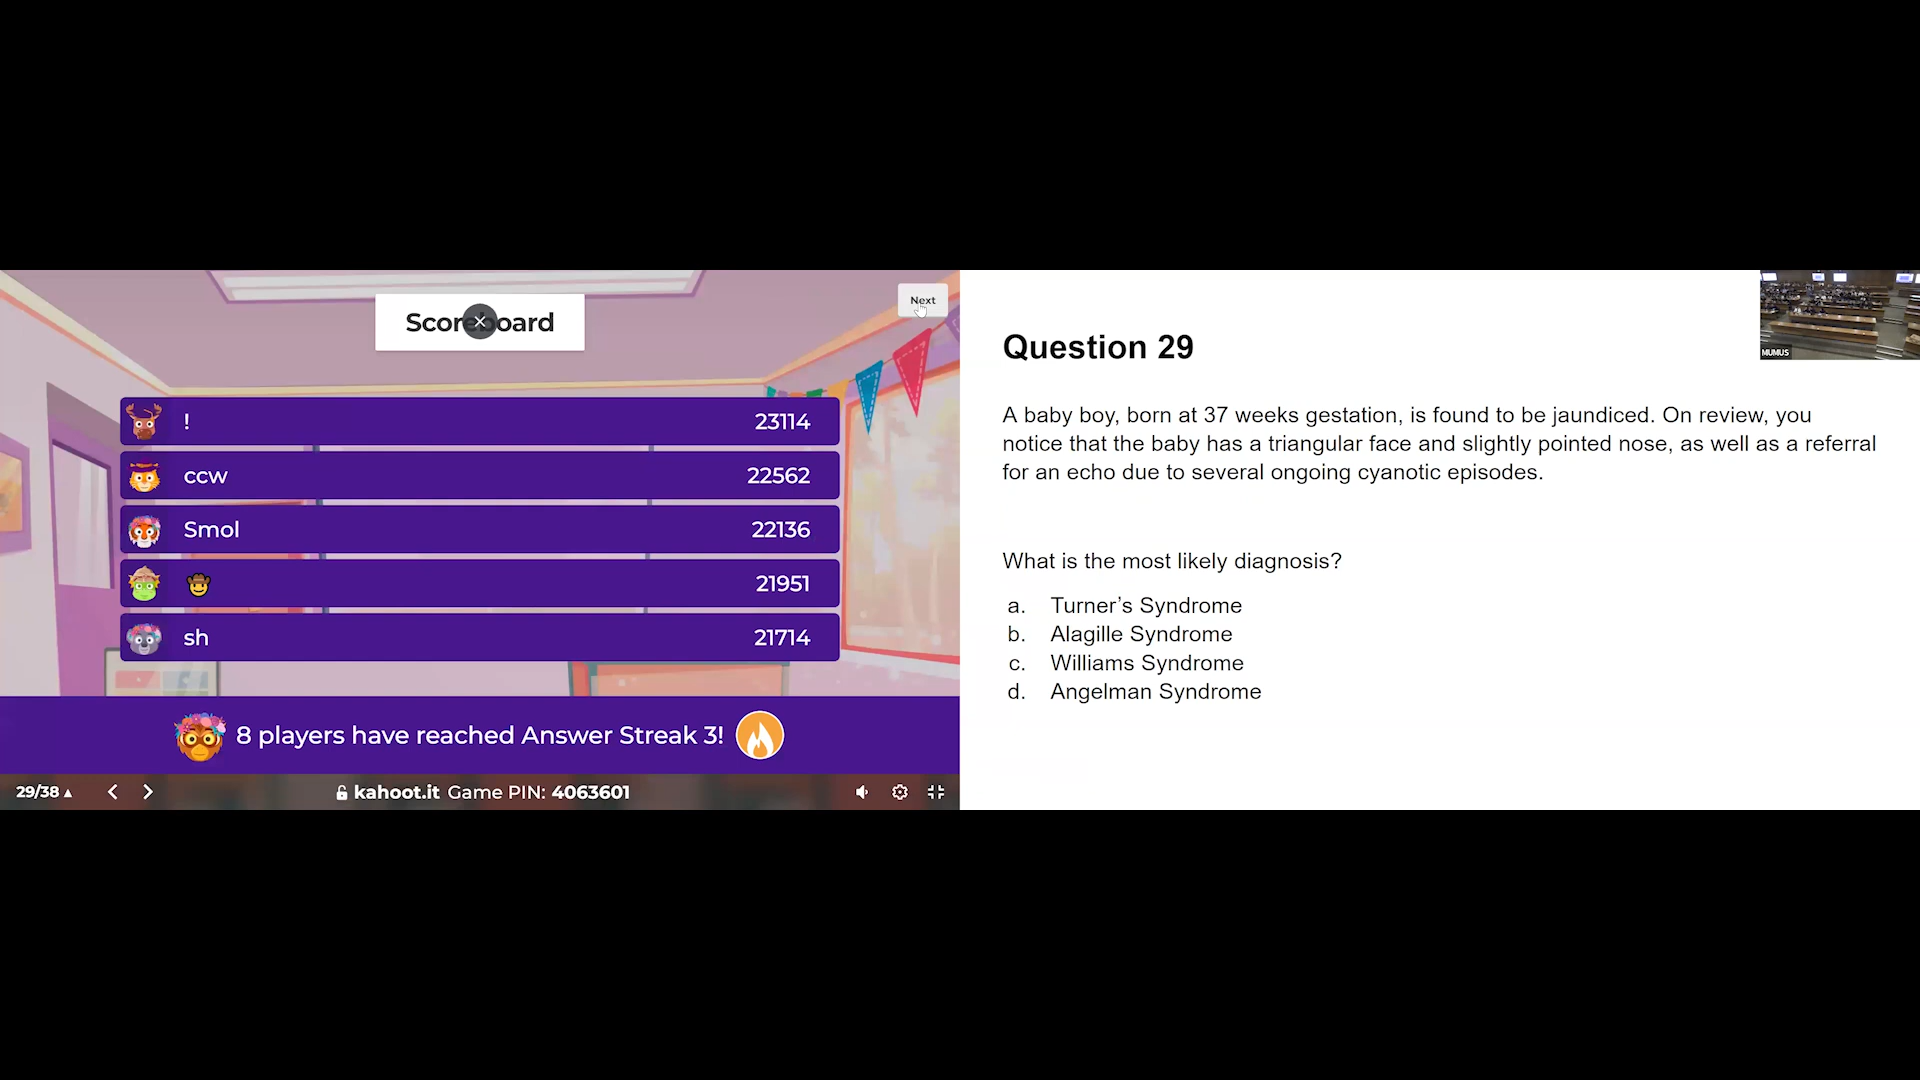 Scoreboard
Next
! 23114
ccw 22562
Smol 22136
🤠 21951
sh 21714
8 players have reached Answer Streak 3!
29/38
kahoot.it Game PIN: 4063601
MUMUS
Question 29
A baby boy, born at 37 weeks gestation, is found to be jaundiced. On review, you
notice that the baby has a triangular face and slightly pointed nose, as well as a referral
for an echo due to several ongoing cyanotic episodes.
What is the most likely diagnosis?
a. Turner’s Syndrome
b. Alagille Syndrome
c. Williams Syndrome
d. Angelman Syndrome